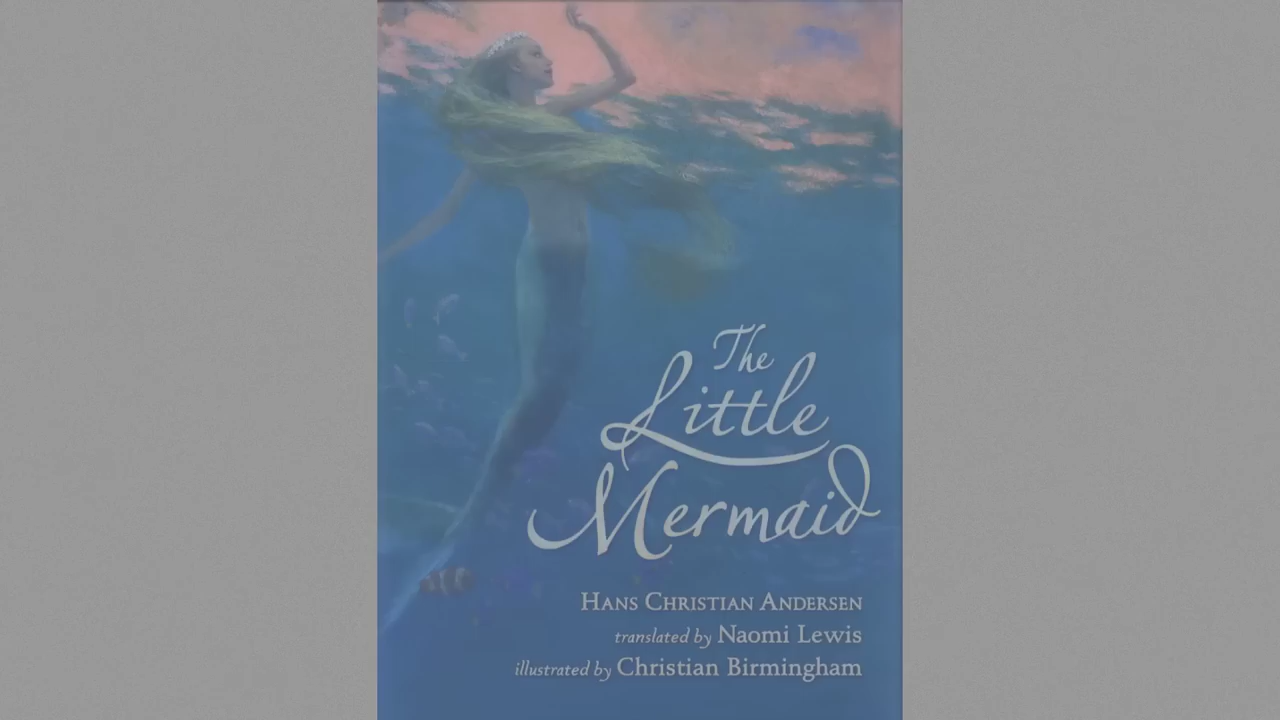 The
Little
Mermaid
HANS CHRISTIAN ANDERSEN
translated by Naomi Lewis
illustrated by Christian Birmingham